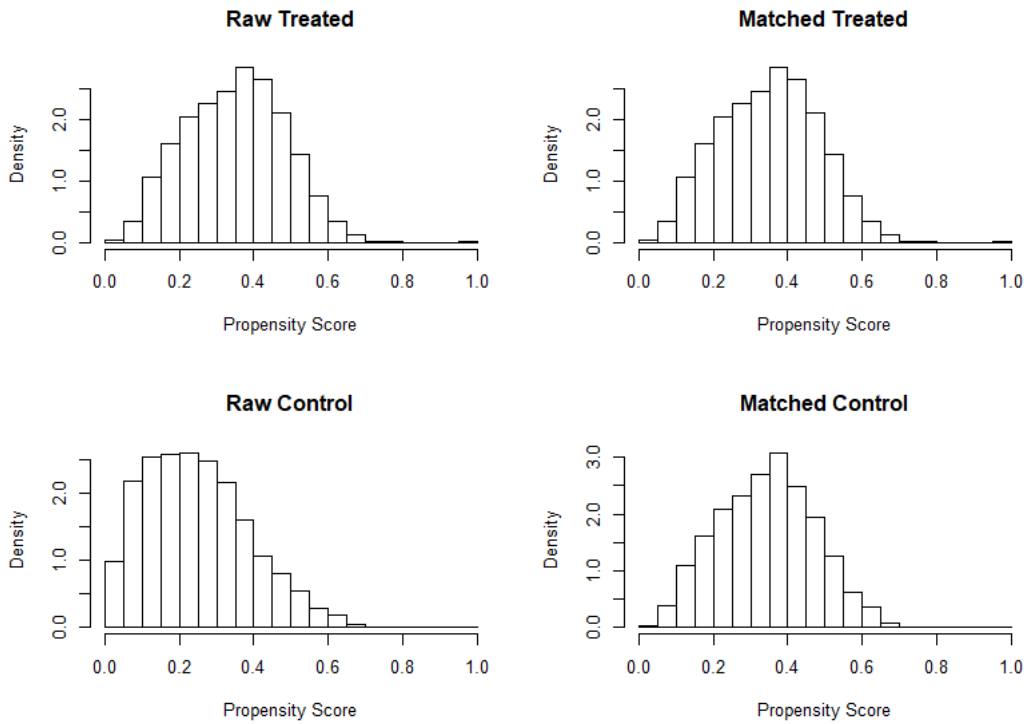 Raw Treated
Density
0.0 1.0 2.0
0.0 0.2 0.4 0.6 0.8 1.0
Propensity Score
Matched Treated
Density
0.0 1.0 2.0
0.0 0.2 0.4 0.6 0.8 1.0
Propensity Score
Raw Control
Density
0.0 1.0 2.0
0.0 0.2 0.4 0.6 0.8 1.0
Propensity Score
Matched Control
Density
0.0 1.0 2.0 3.0
0.0 0.2 0.4 0.6 0.8 1.0
Propensity Score